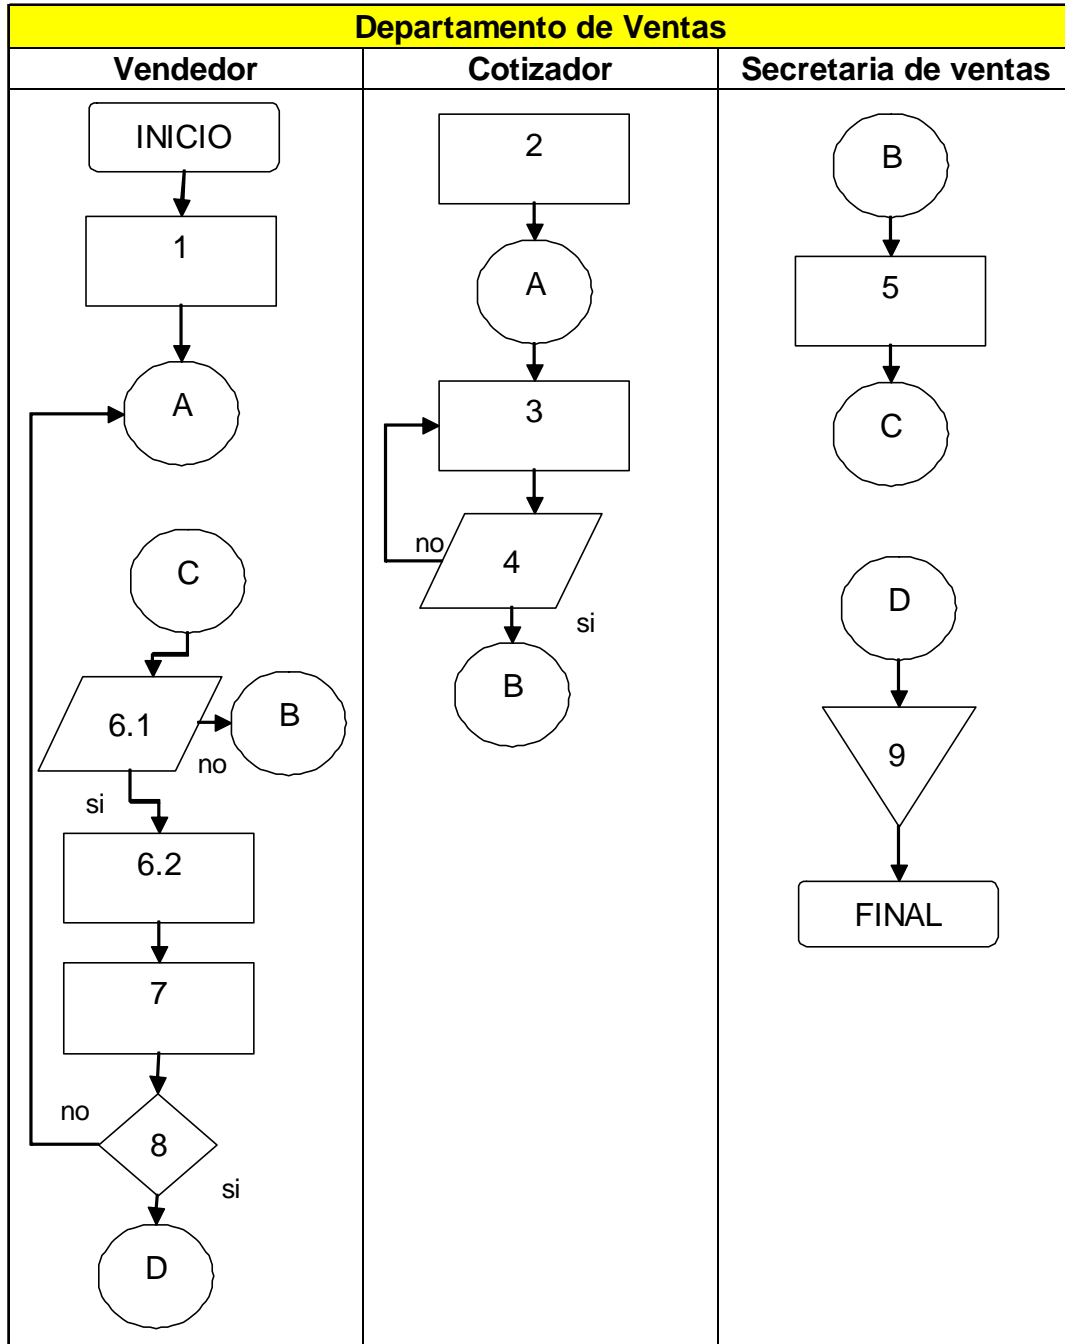 Departamento de Ventas
Vendedor
Cotizador
Secretaria de ventas
INICIO
1
A
C
6.1
no
B
si
6.2
7
8
no
si
D
2
A
3
4
no
si
B
B
5
C
D
9
FINAL